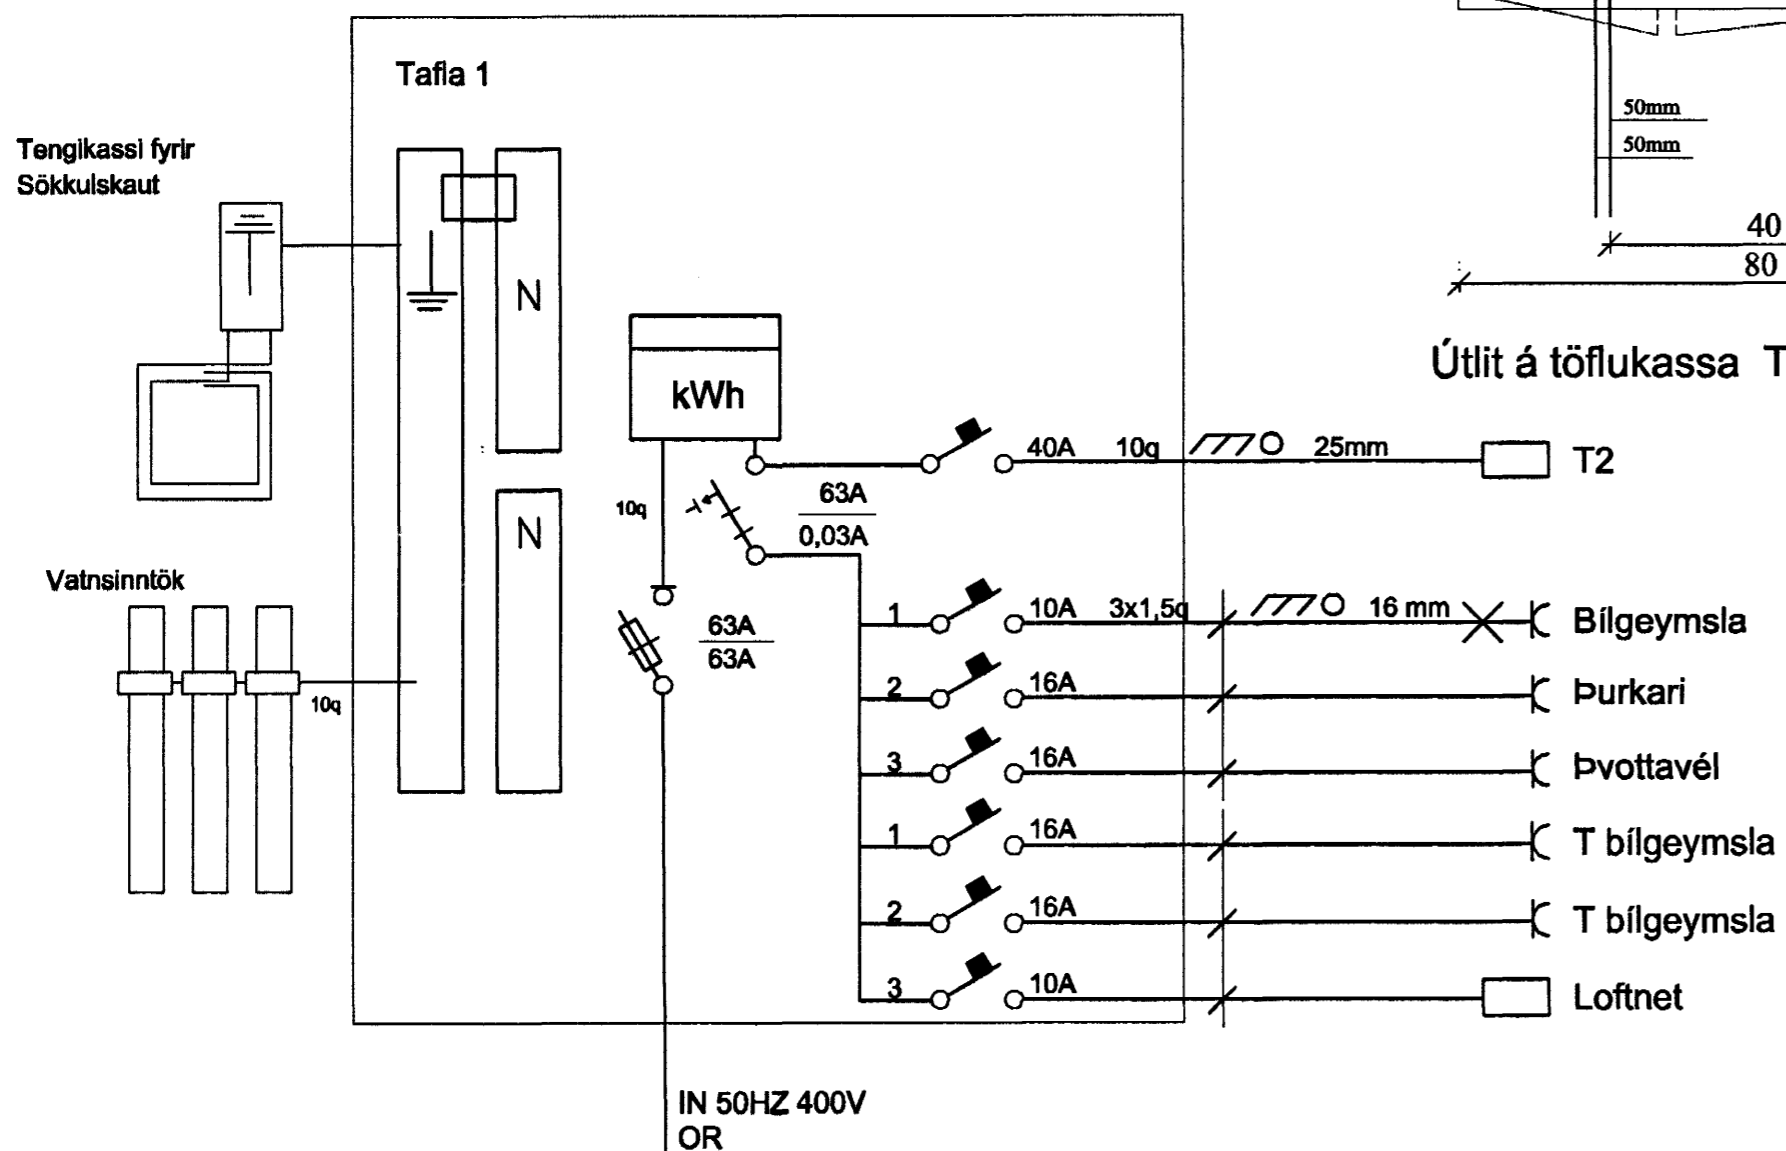 Tafla 1
Tengikassi fyrir
Sökkulskaut
50mm
50mm
40
80
N
Útlit á töflukassa T
kWh
40A 10q 25mm T2
10q
63A
0,03A
N
Vatnsinntök
63A
63A
10q
1 10A 3x1,5q 16 mm Bílgeymsla
2 16A Þurkari
3 16A Þvottavél
1 16A T bílgeymsla
2 16A T bílgeymsla
3 10A Loftnet
IN 50HZ 400V
OR